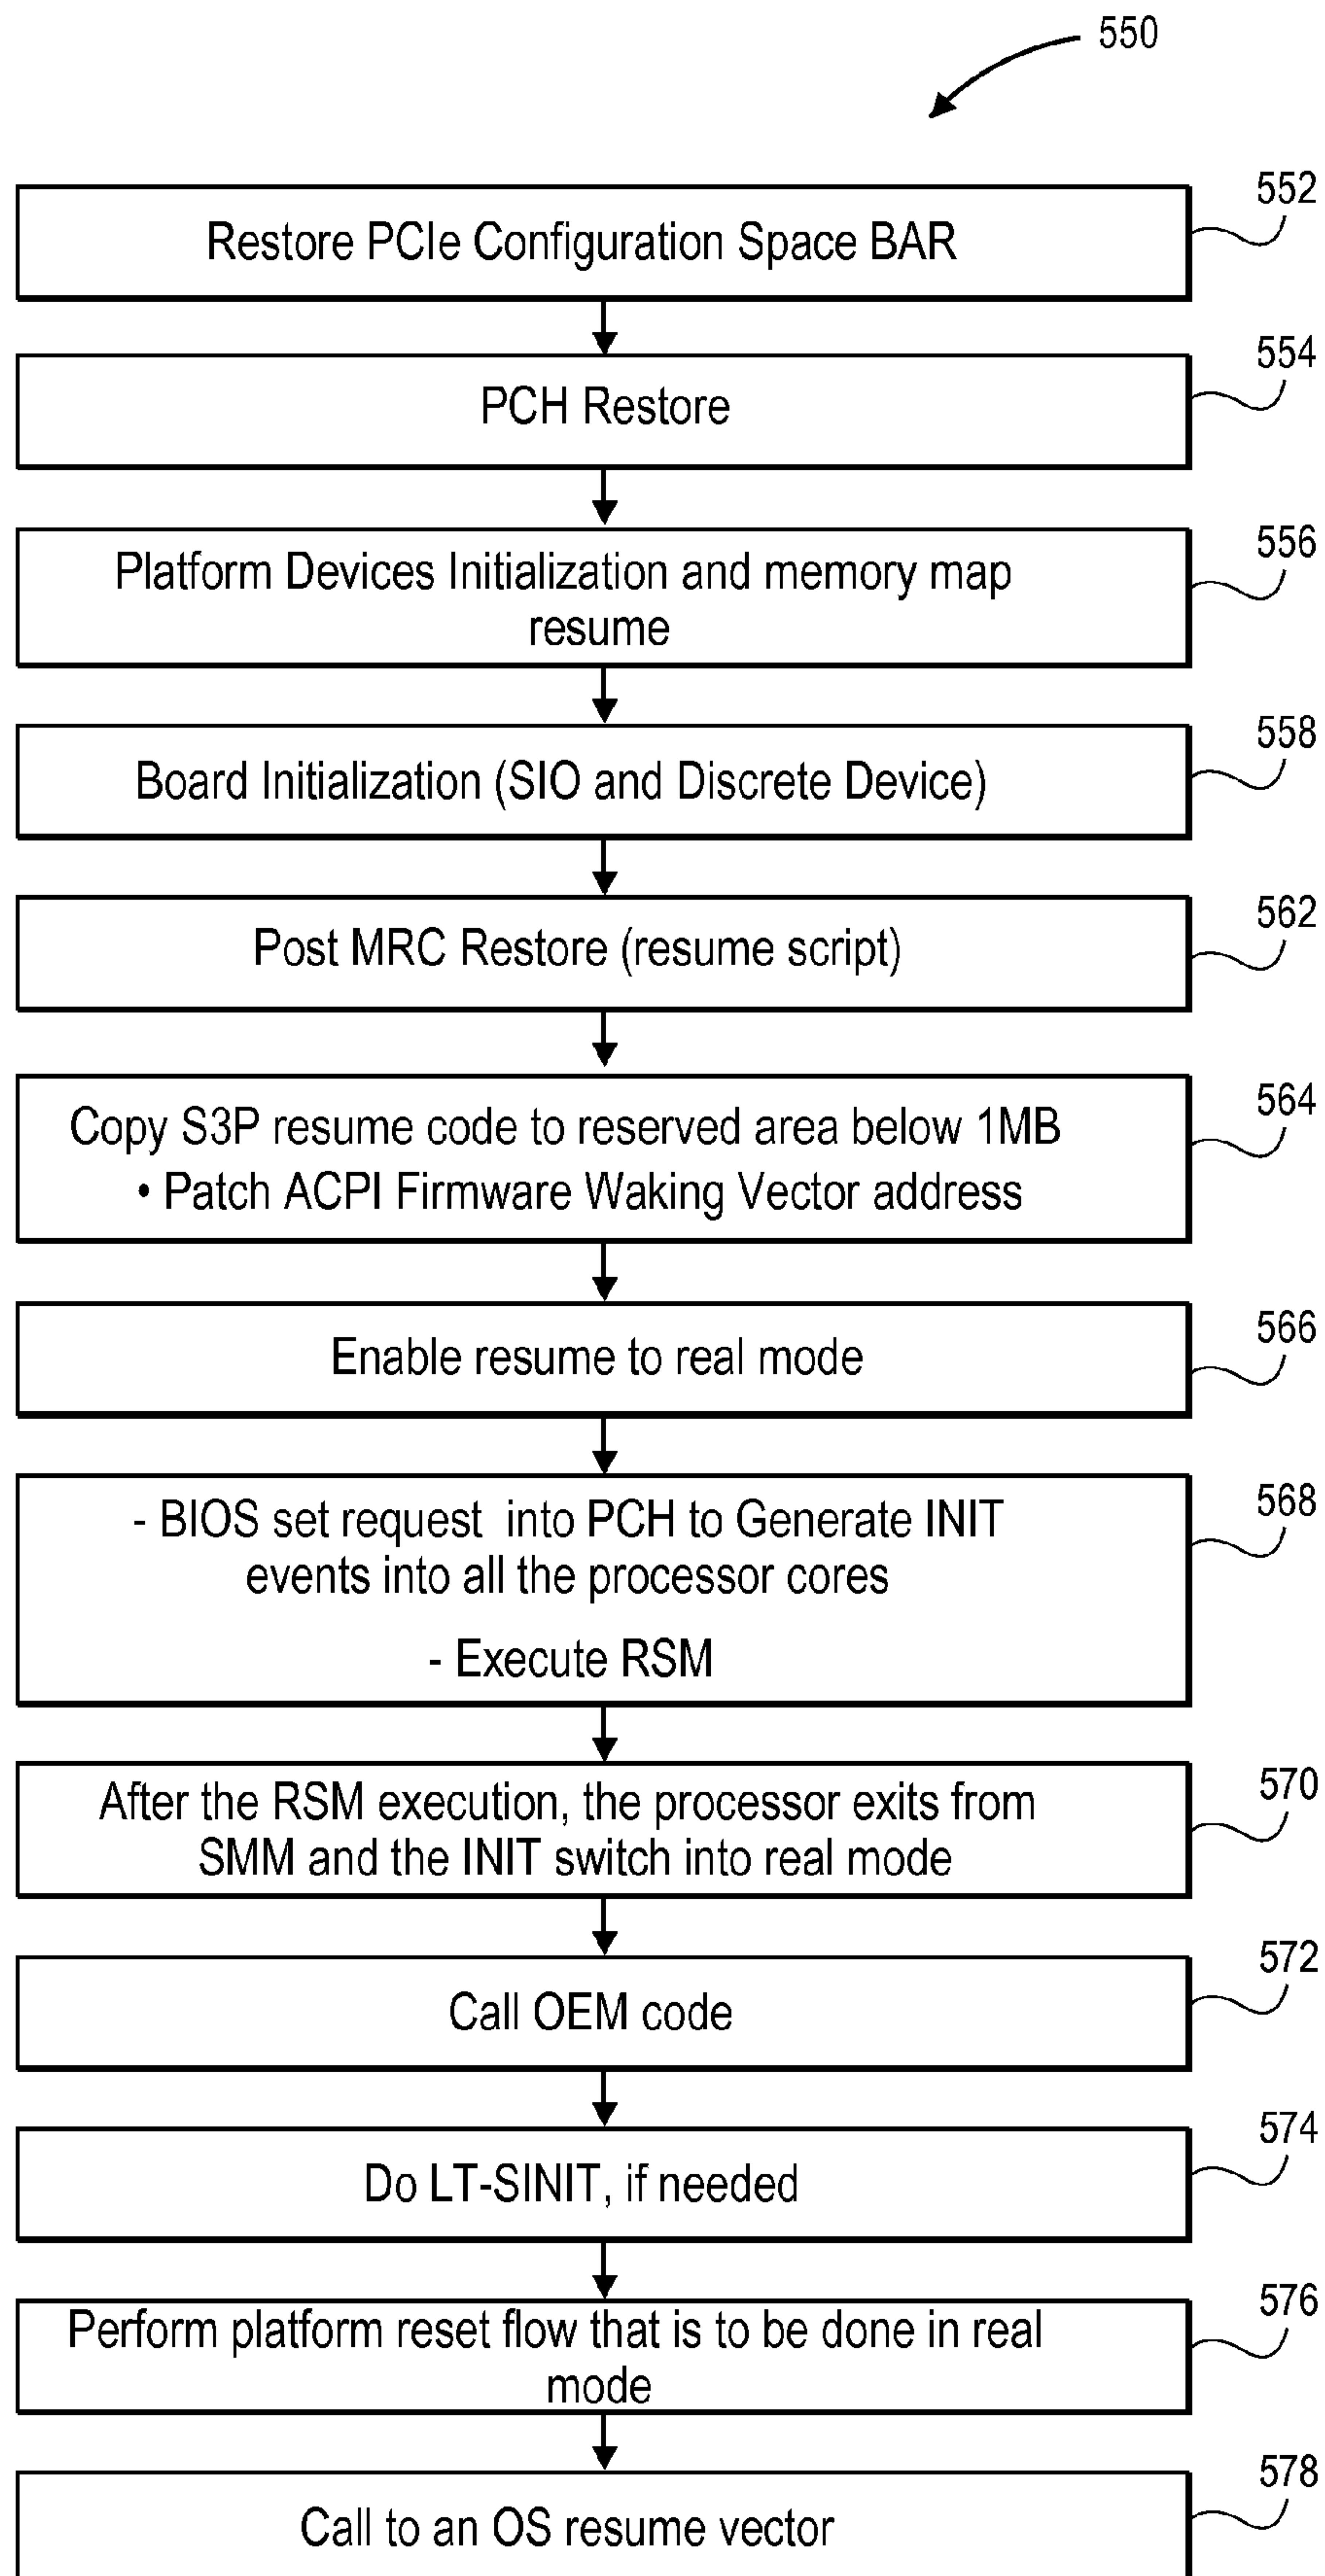 550
552
Restore PCIe Configuration Space BAR
554
PCH Restore
556
Platform Devices Initialization and memory map
resume
558
Board Initialization (SIO and Discrete Device)
562
Post MRC Restore (resume script)
564
Copy S3P resume code to reserved area below 1MB
• Patch ACPI Firmware Waking Vector address
566
Enable resume to real mode
568
- BIOS set request into PCH to Generate INIT
events into all the processor cores
- Execute RSM
570
After the RSM execution, the processor exits from
SMM and the INIT switch into real mode
572
Call OEM code
574
Do LT-SINIT, if needed
576
Perform platform reset flow that is to be done in real
mode
578
Call to an OS resume vector